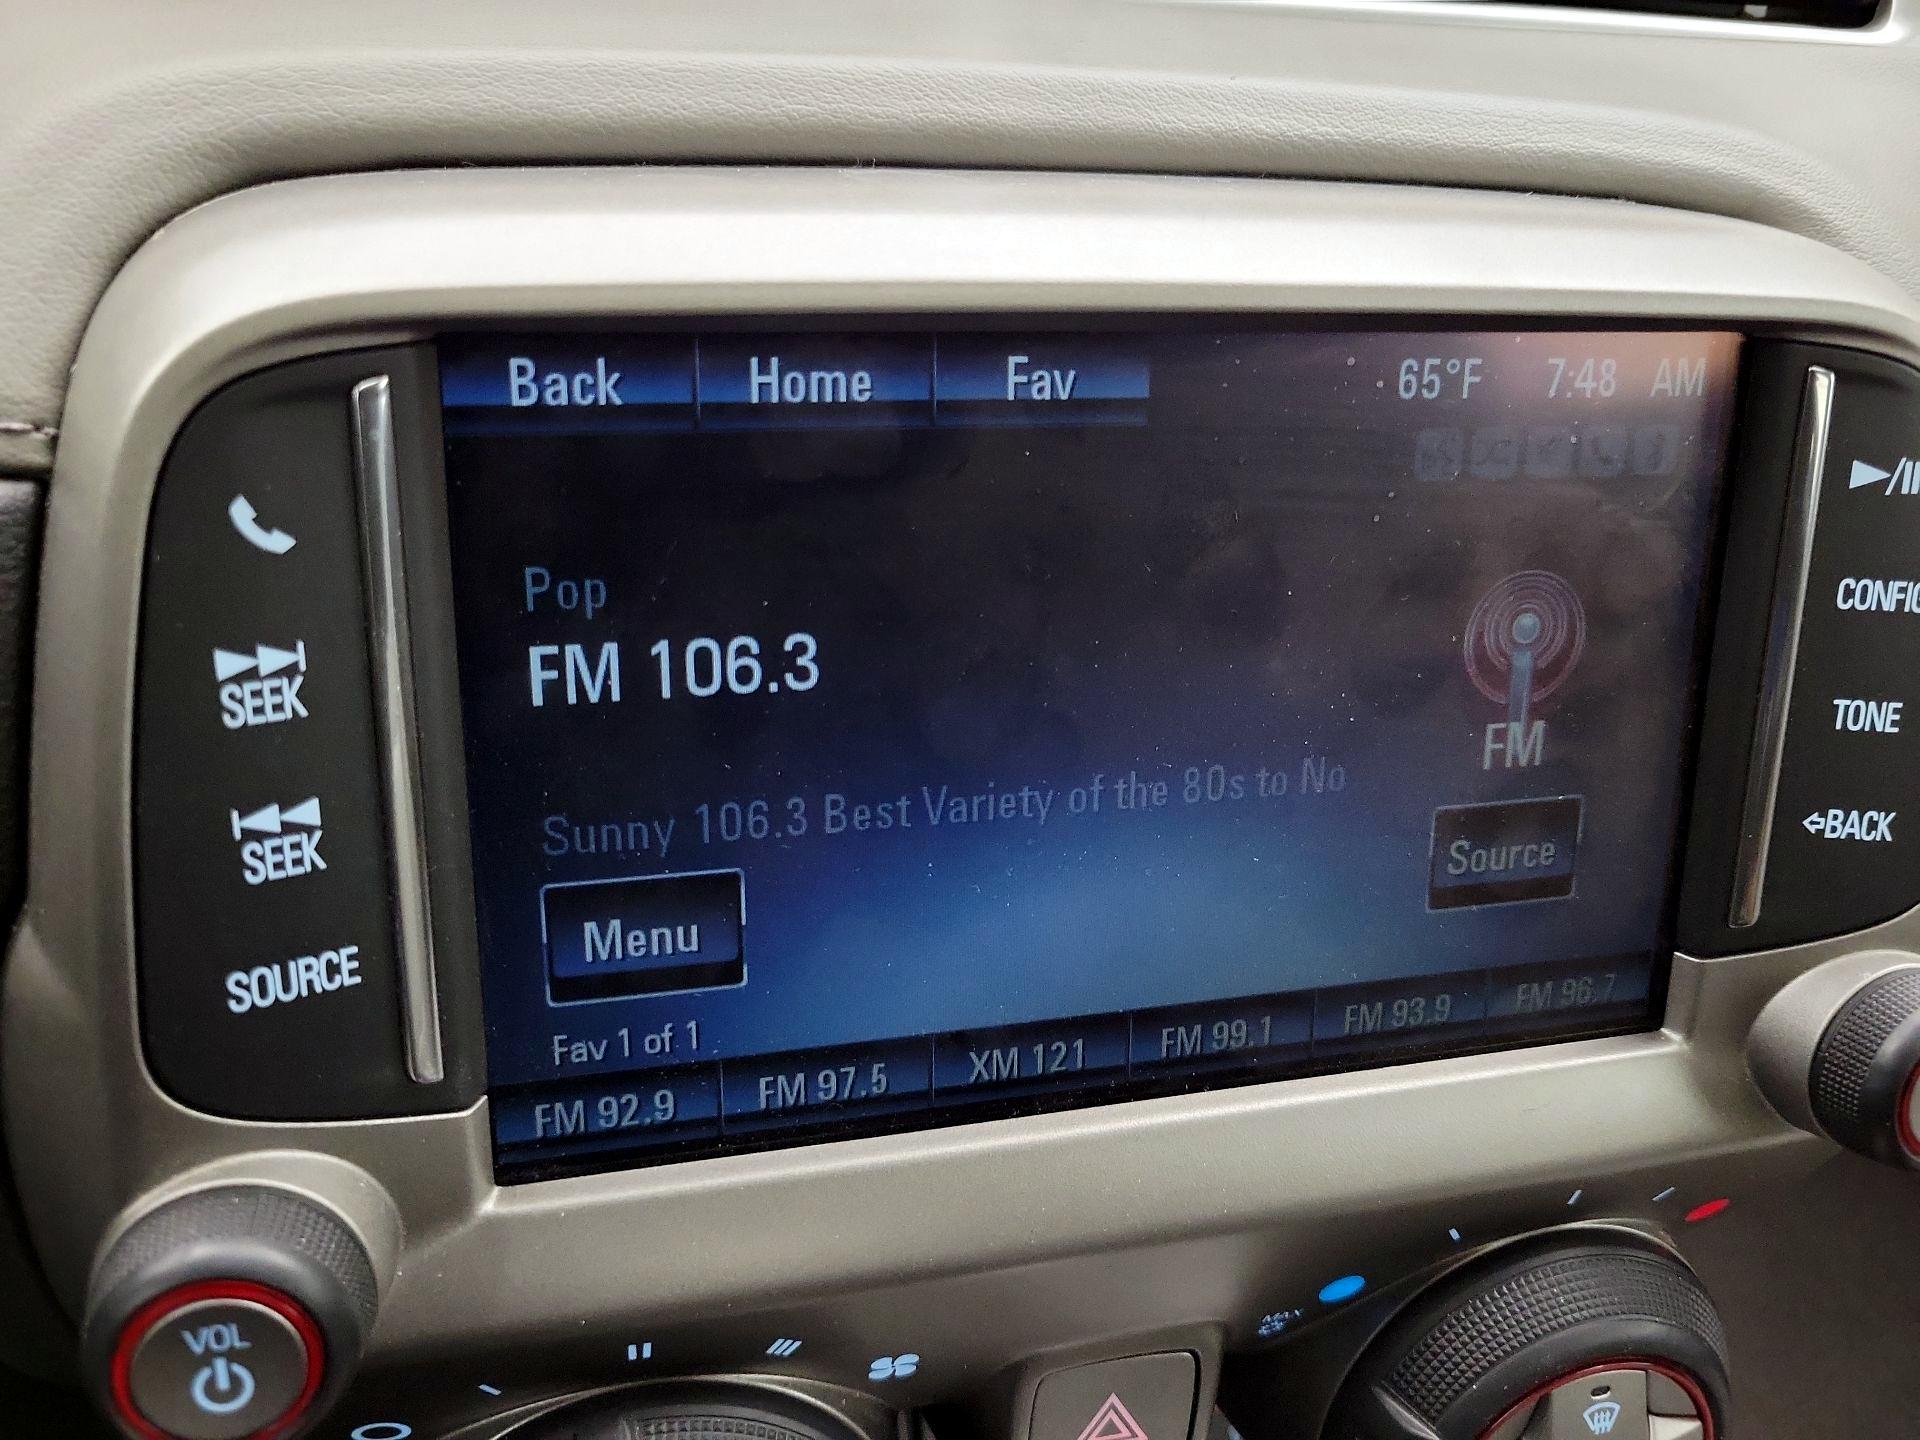 Back Home Fav 65°F 7:48 AM
Pop
FM 106.3
FM
Sunny 106.3 Best Variety of the 80s to No
Source
Menu
Fav 1 of 1
FM 92.9 FM 97.5 XM 121 FM 99.1 FM 93.9 FM 96.7
SEEK
SEEK
SOURCE
VOL
CONFIG
TONE
BACK
MAX